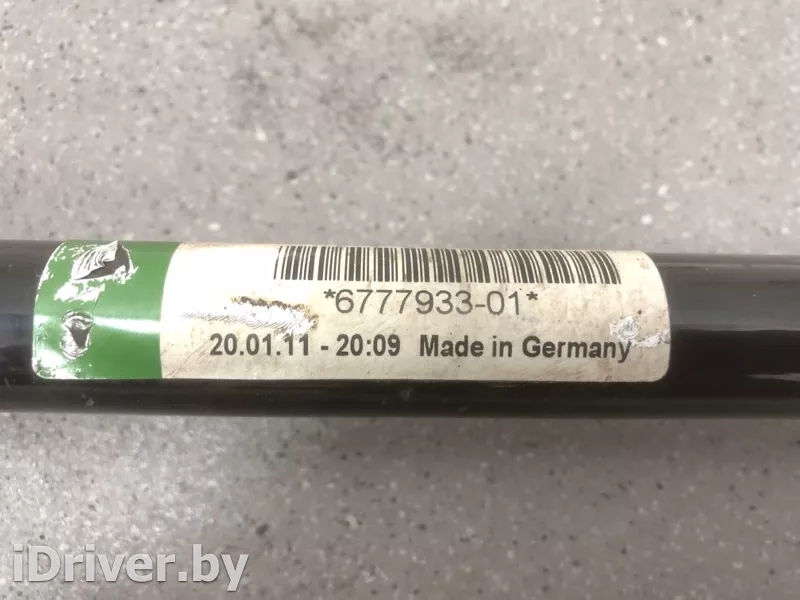 *6777933-01*
20.01.11 - 20:09 Made in Germany
iDriver.by